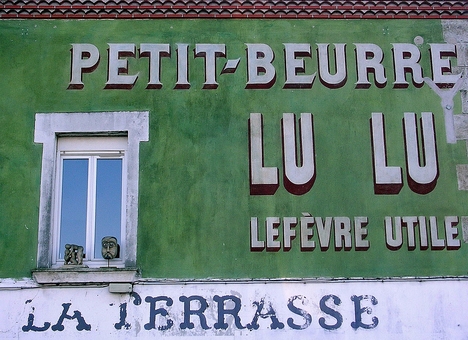 PETIT-BEURRE
LU LU
LEFÈVRE UTILE
LA TERRASSE